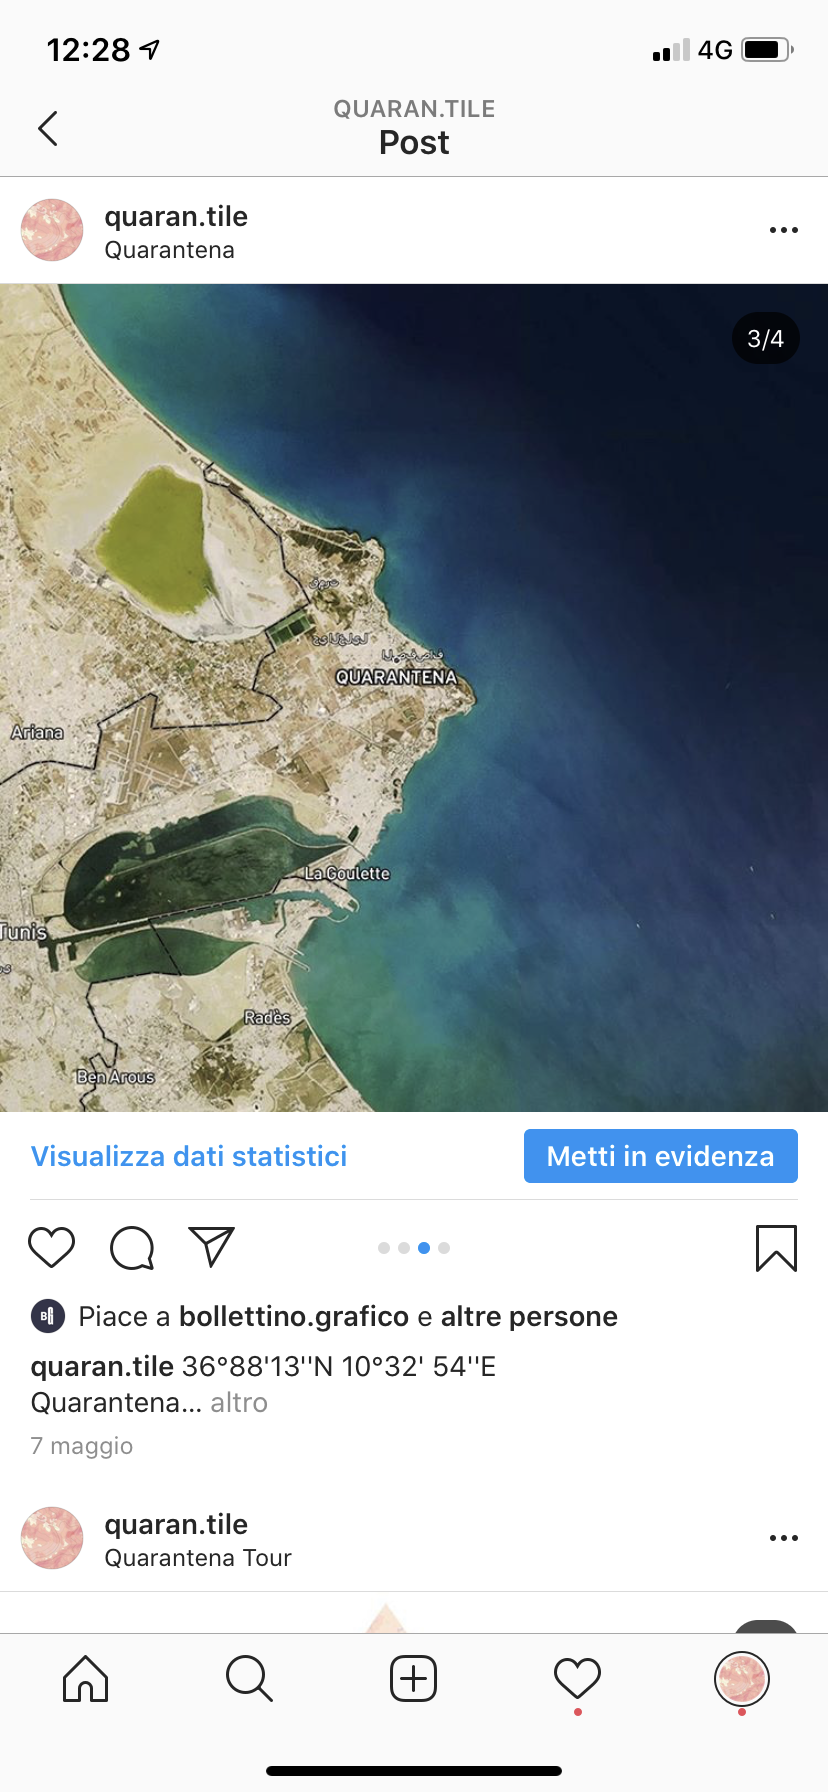 12:28
4G
QUARAN.TILE
Post
quaran.tile
Quarantena
3/4
QUARANTENA
Ariana
La Goulette
Tunis
Radès
Ben Arous
Visualizza dati statistici
Metti in evidenza
Piace a bollettino.grafico e altre persone
quaran.tile 36°88'13''N 10°32' 54''E
Quarantena... altro
7 maggio
quaran.tile
Quarantena Tour